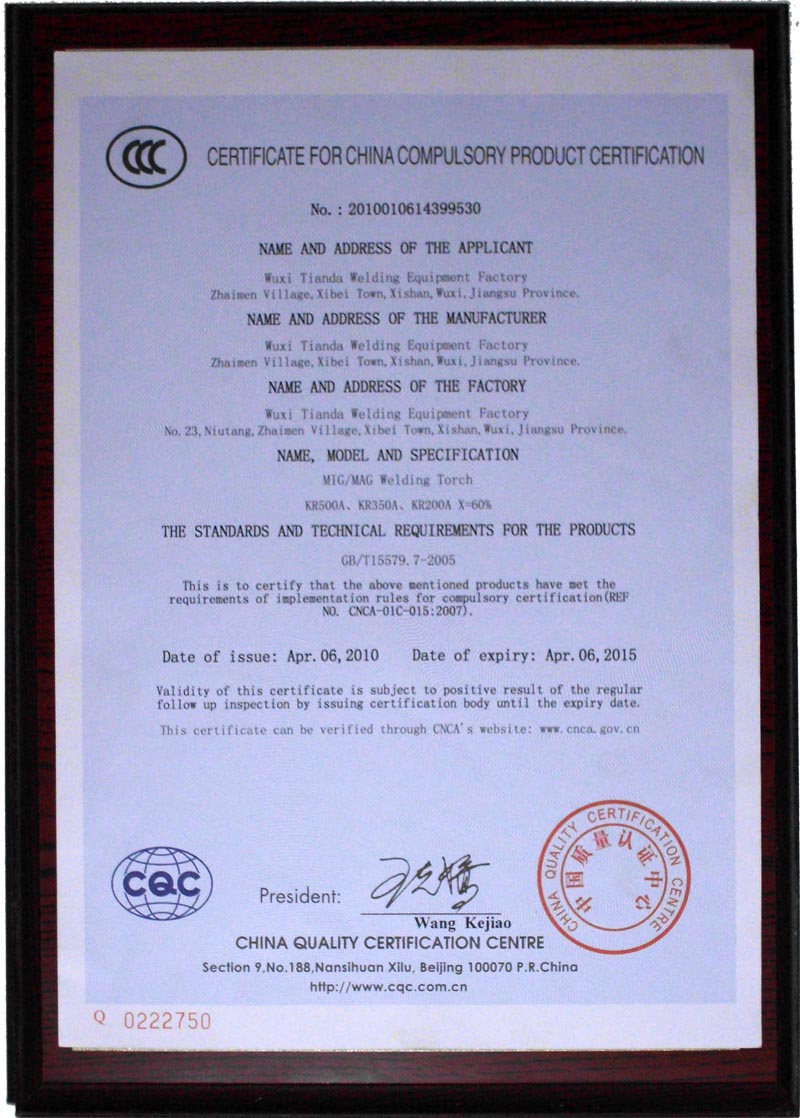 CCC CERTIFICATE FOR CHINA COMPULSORY PRODUCT CERTIFICATION
No. : 2010010614399530
NAME AND ADDRESS OF THE APPLICANT
Wuxi Tianda Welding Equipment Factory
Zhaimen Village, Xibei Town, Xishan, Wuxi, Jiangsu Province.
NAME AND ADDRESS OF THE MANUFACTURER
Wuxi Tianda Welding Equipment Factory
Zhaimen Village, Xibei Town, Xishan, Wuxi, Jiangsu Province.
NAME AND ADDRESS OF THE FACTORY
Wuxi Tianda Welding Equipment Factory
No. 23, Niutang, Zhaimen Village, Xibei Town, Xishan, Wuxi, Jiangsu Province.
NAME, MODEL AND SPECIFICATION
MIG/MAG Welding Torch
KR500A、KR350A、KR200A X=60%
THE STANDARDS AND TECHNICAL REQUIREMENTS FOR THE PRODUCTS
GB/T15579.7-2005
This is to certify that the above mentioned products have met the
requirements of implementation rules for compulsory certification(REF
NO. CNCA-01C-015:2007).
Date of issue: Apr. 06, 2010 Date of expiry: Apr. 06, 2015
Validity of this certificate is subject to positive result of the regular
follow up inspection by issuing certification body until the expiry date.
This certificate can be verified through CNCA's website: www.cnca.gov.cn
CHINA QUALITY CERTIFICATION CENTRE
中国质量认证中心
CQC
President: 王克娇
Wang Kejiao
CHINA QUALITY CERTIFICATION CENTRE
Section 9,No.188,Nansihuan Xilu, Beijing 100070 P.R.China
http://www.cqc.com.cn
Q 0222750